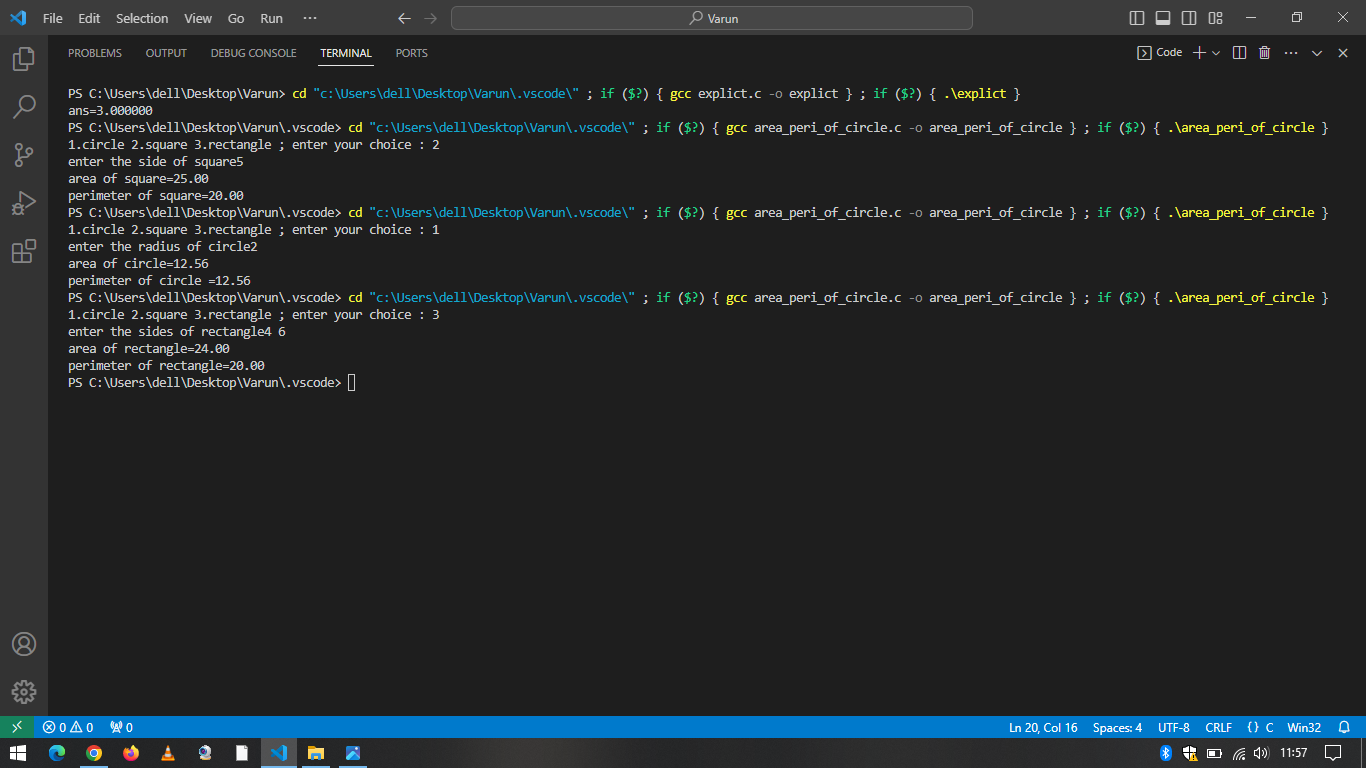 File Edit Selection View Go Run ··· Varun
PROBLEMS OUTPUT DEBUG CONSOLE TERMINAL PORTS Code
PS C:\Users\dell\Desktop\Varun> cd "c:\Users\dell\Desktop\Varun\.vscode\" ; if ($?) { gcc explict.c -o explict } ; if ($?) { .\explict }
ans=3.000000
PS C:\Users\dell\Desktop\Varun\.vscode> cd "c:\Users\dell\Desktop\Varun\.vscode\" ; if ($?) { gcc area_peri_of_circle.c -o area_peri_of_circle } ; if ($?) { .\area_peri_of_circle }
1.circle 2.square 3.rectangle ; enter your choice : 2
enter the side of square5
area of square=25.00
perimeter of square=20.00
PS C:\Users\dell\Desktop\Varun\.vscode> cd "c:\Users\dell\Desktop\Varun\.vscode\" ; if ($?) { gcc area_peri_of_circle.c -o area_peri_of_circle } ; if ($?) { .\area_peri_of_circle }
1.circle 2.square 3.rectangle ; enter your choice : 1
enter the radius of circle2
area of circle=12.56
perimeter of circle =12.56
PS C:\Users\dell\Desktop\Varun\.vscode> cd "c:\Users\dell\Desktop\Varun\.vscode\" ; if ($?) { gcc area_peri_of_circle.c -o area_peri_of_circle } ; if ($?) { .\area_peri_of_circle }
1.circle 2.square 3.rectangle ; enter your choice : 3
enter the sides of rectangle4 6
area of rectangle=24.00
perimeter of rectangle=20.00
PS C:\Users\dell\Desktop\Varun\.vscode>
0 0 0 Ln 20, Col 16 Spaces: 4 UTF-8 CRLF {} C Win32
11:57